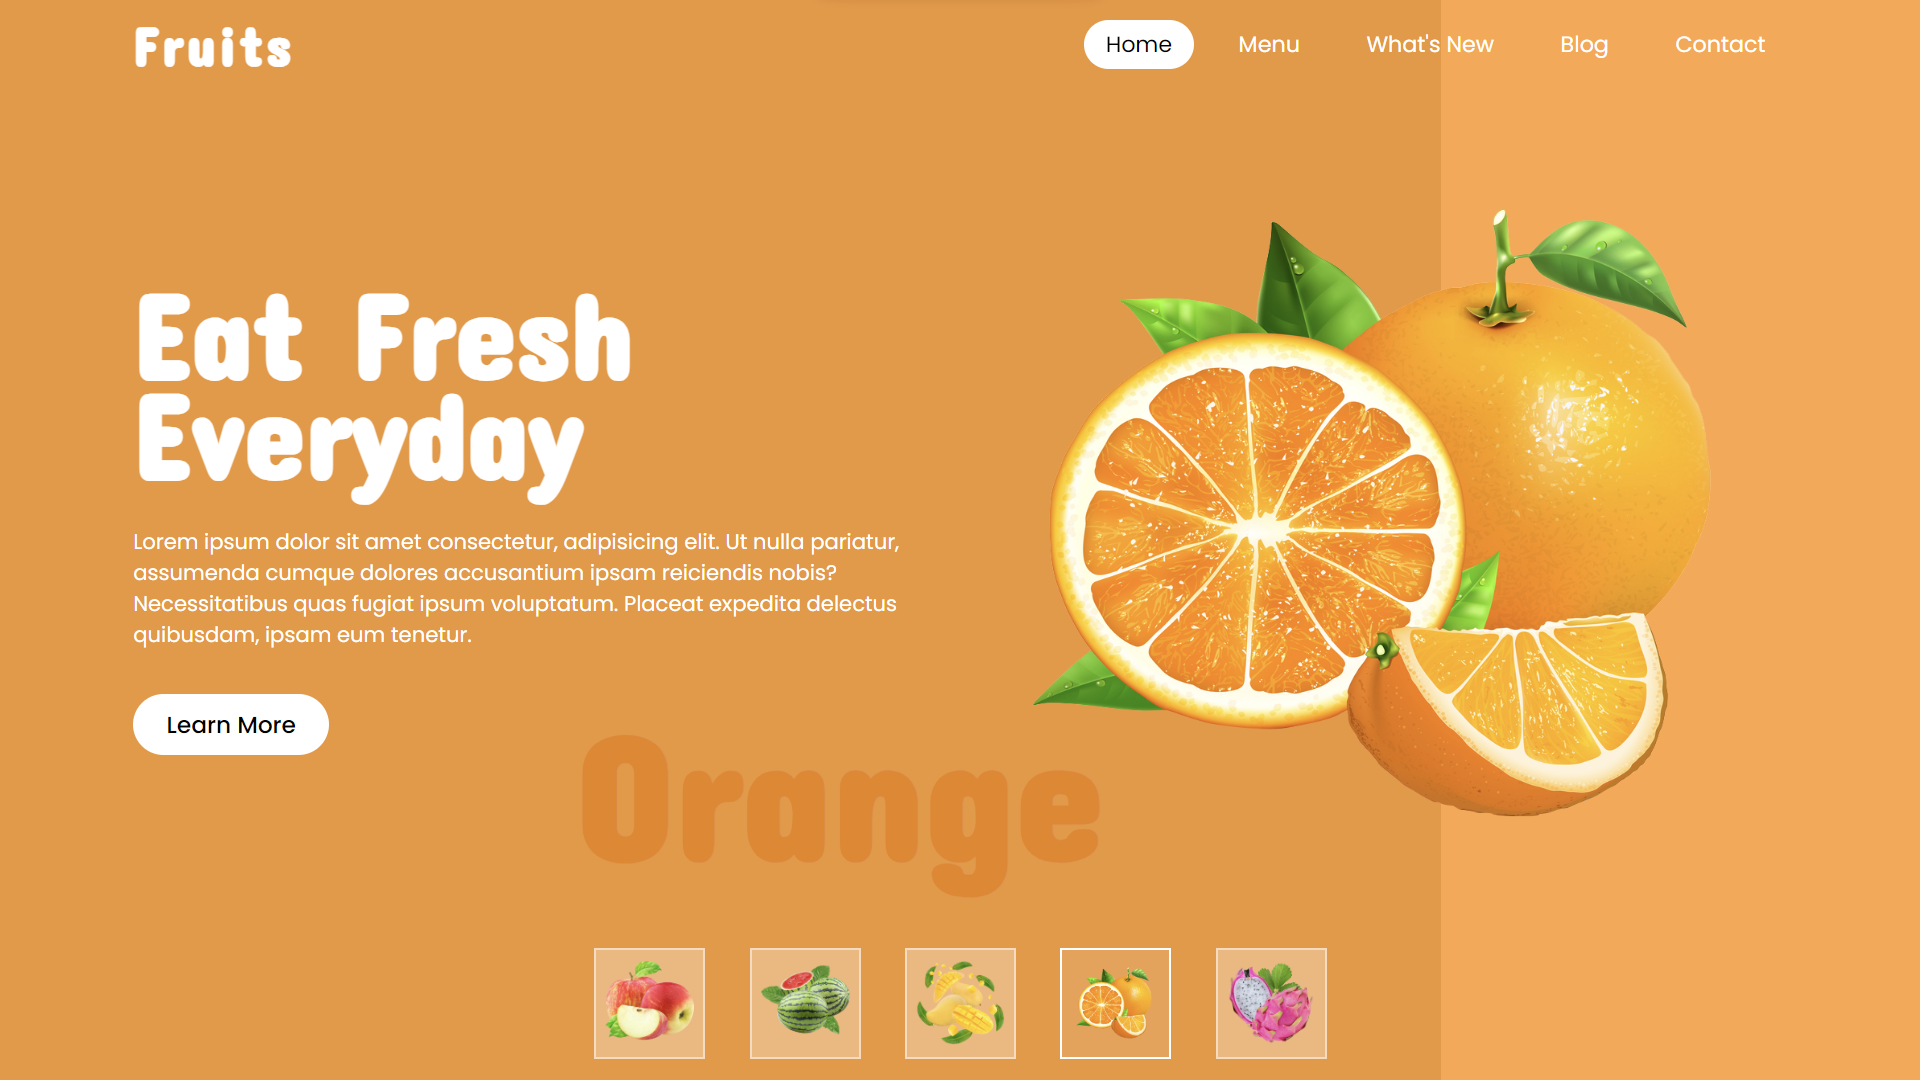 Fruits
Home
Menu
What's New
Blog
Contact
Eat Fresh
Everyday
Lorem ipsum dolor sit amet consectetur, adipisicing elit. Ut nulla pariatur,
assumenda cumque dolores accusantium ipsam reiciendis nobis?
Necessitatibus quas fugiat ipsum voluptatum. Placeat expedita delectus
quibusdam, ipsam eum tenetur.
Learn More
Orange